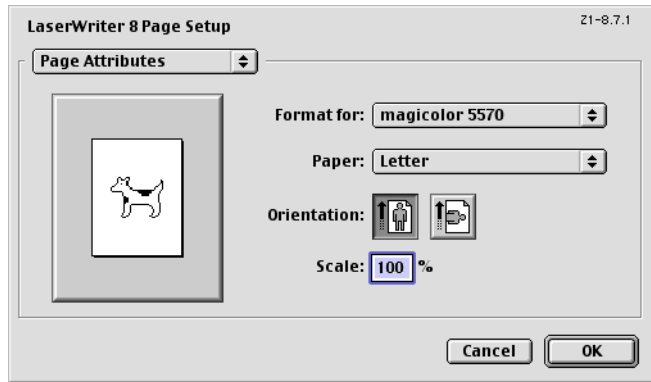 LaserWriter 8 Page Setup
Z1-8.7.1
Page Attributes
Format for: magicolor 5570
Paper: Letter
Orientation:
Scale: 100 %
Cancel OK